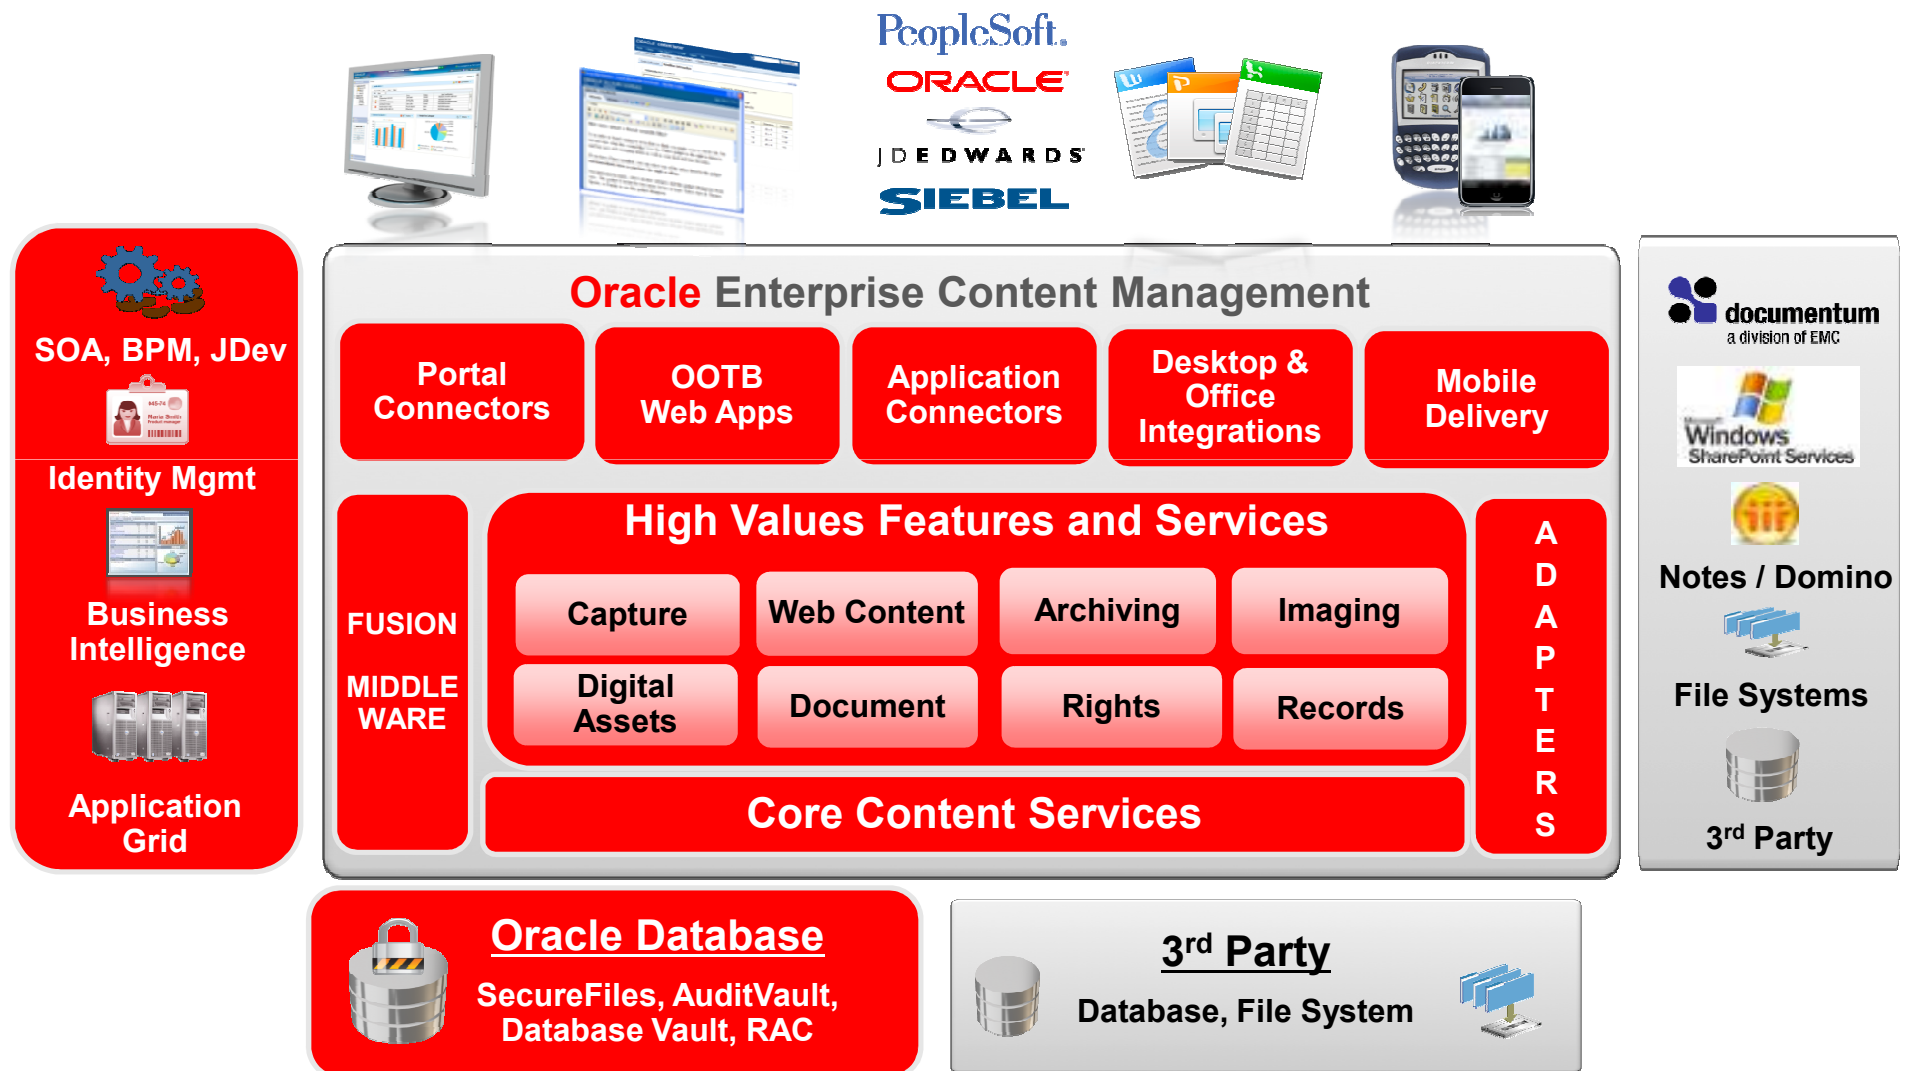 PeopleSoft.
ORACLE
JDEDWARDS
SIEBEL
SOA, BPM, JDev
Identity Mgmt
Business
Intelligence
Application
Grid
Oracle Enterprise Content Management
Portal
Connectors
OOTB
Web Apps
Application
Connectors
Desktop &
Office
Integrations
Mobile
Delivery
FUSION
MIDDLE
WARE
High Values Features and Services
Capture
Web Content
Archiving
Imaging
Digital
Assets
Document
Rights
Records
Core Content Services
A
D
A
P
T
E
R
S
documentum
a division of EMC
Microsoft
Windows
SharePoint Services
Notes / Domino
File Systems
3rd Party
Oracle Database
SecureFiles, AuditVault,
Database Vault, RAC
3rd Party
Database, File System